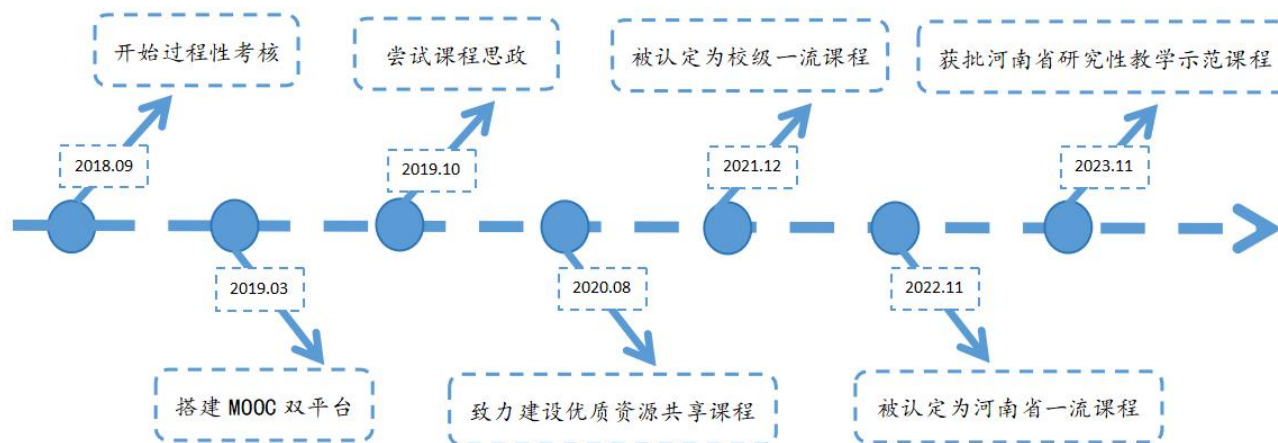 开始过程性考核
尝试课程思政
被认定为校级一流课程
获批河南省研究性教学示范课程
2018.09
2019.10
2021.12
2023.11
2019.03
2020.08
2022.11
搭建 MOOC 双平台
致力建设优质资源共享课程
被认定为河南省一流课程